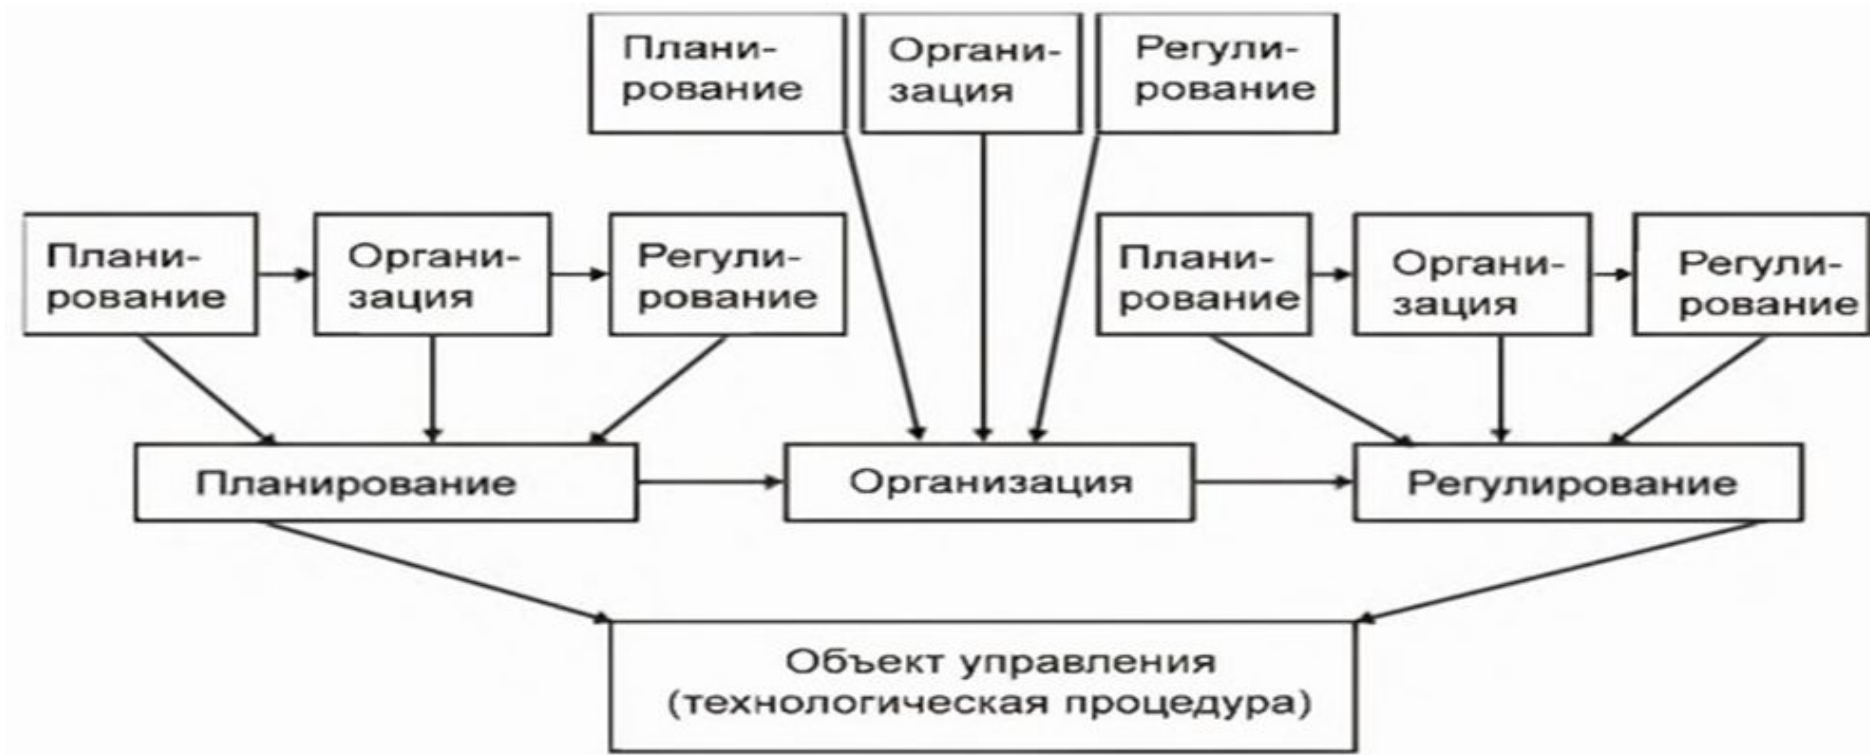 Плани-
рование
Органи-
зация
Регули-
рование
Плани-
рование
Органи-
зация
Регули-
рование
Плани-
рование
Органи-
зация
Регули-
рование
Планирование
Организация
Регулирование
Объект управления
(технологическая процедура)